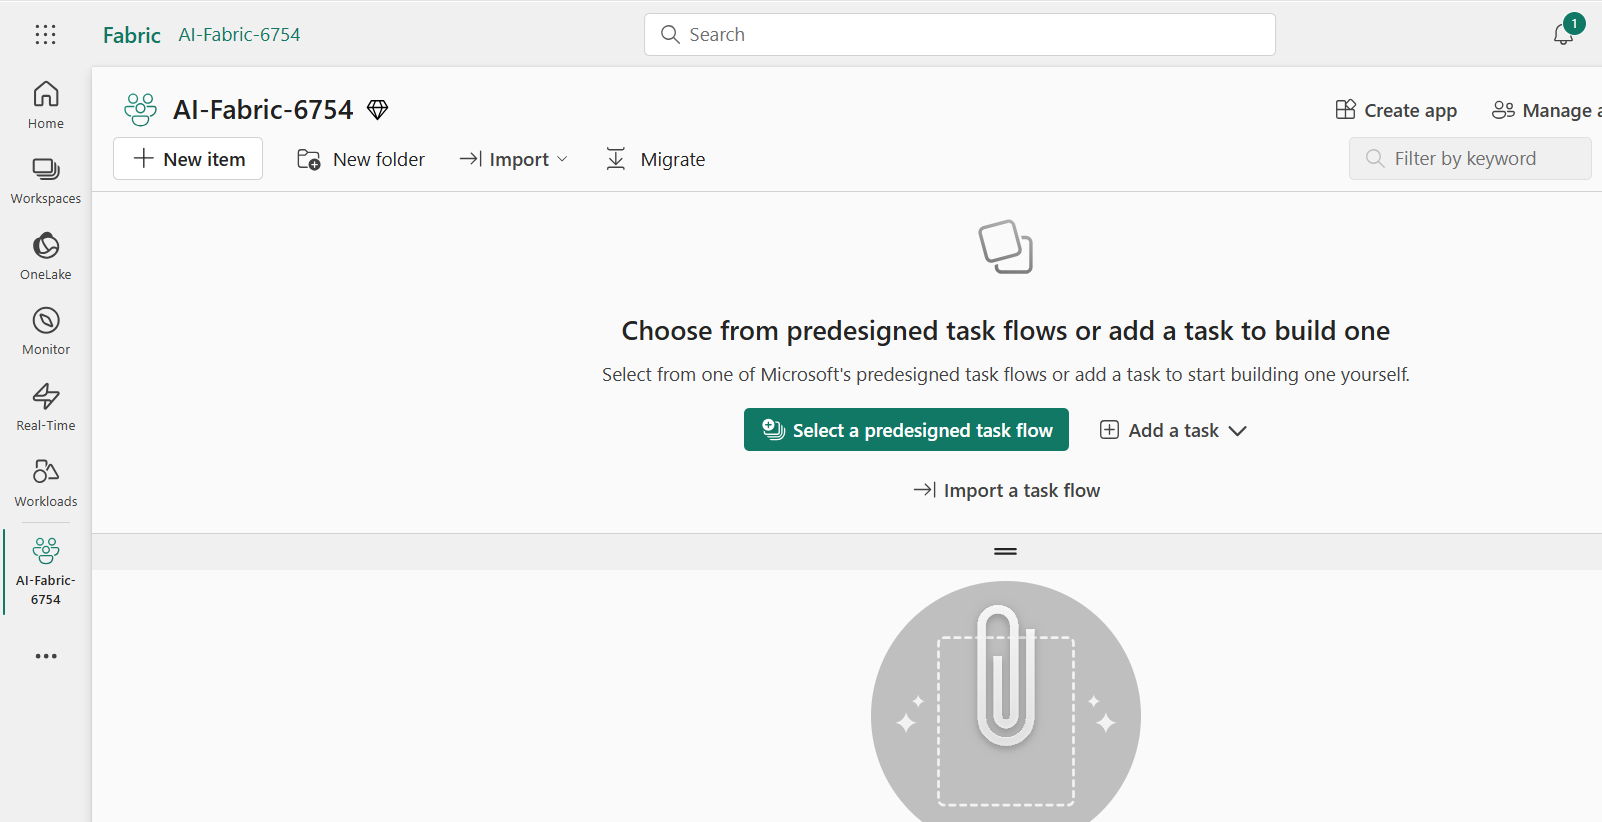 Fabric AI-Fabric-6754
Search
1
Home
Workspaces
OneLake
Monitor
Real-Time
Workloads
AI-Fabric-
6754
AI-Fabric-6754
Create app
Manage a
New item
New folder
Import
Migrate
Filter by keyword
Choose from predesigned task flows or add a task to build one
Select from one of Microsoft's predesigned task flows or add a task to start building one yourself.
Select a predesigned task flow
Add a task
Import a task flow